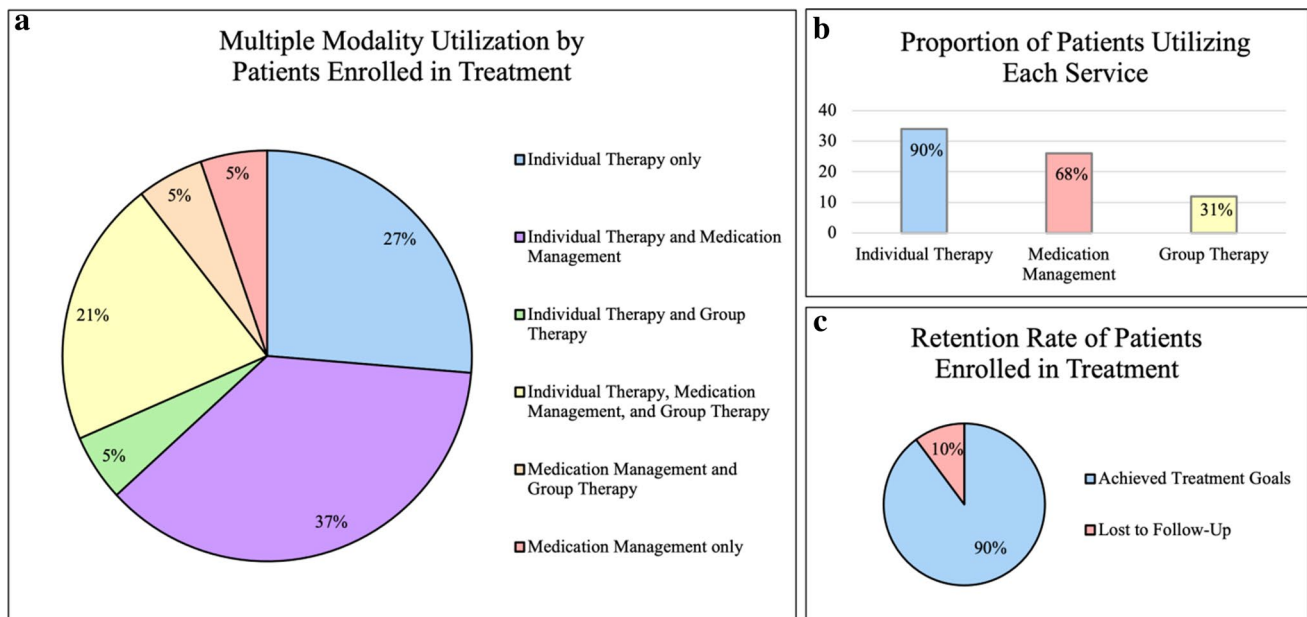 a
Multiple Modality Utilization by
Patients Enrolled in Treatment
5%
5%
27%
21%
5%
37%
Individual Therapy only
Individual Therapy and Medication
Management
Individual Therapy and Group
Therapy
Individual Therapy, Medication
Management, and Group Therapy
Medication Management and
Group Therapy
Medication Management only
b
Proportion of Patients Utilizing
Each Service
40
30
20
10
0
90%
68%
31%
Individual Therapy
Medication
Management
Group Therapy
c
Retention Rate of Patients
Enrolled in Treatment
10%
90%
Achieved Treatment Goals
Lost to Follow-Up